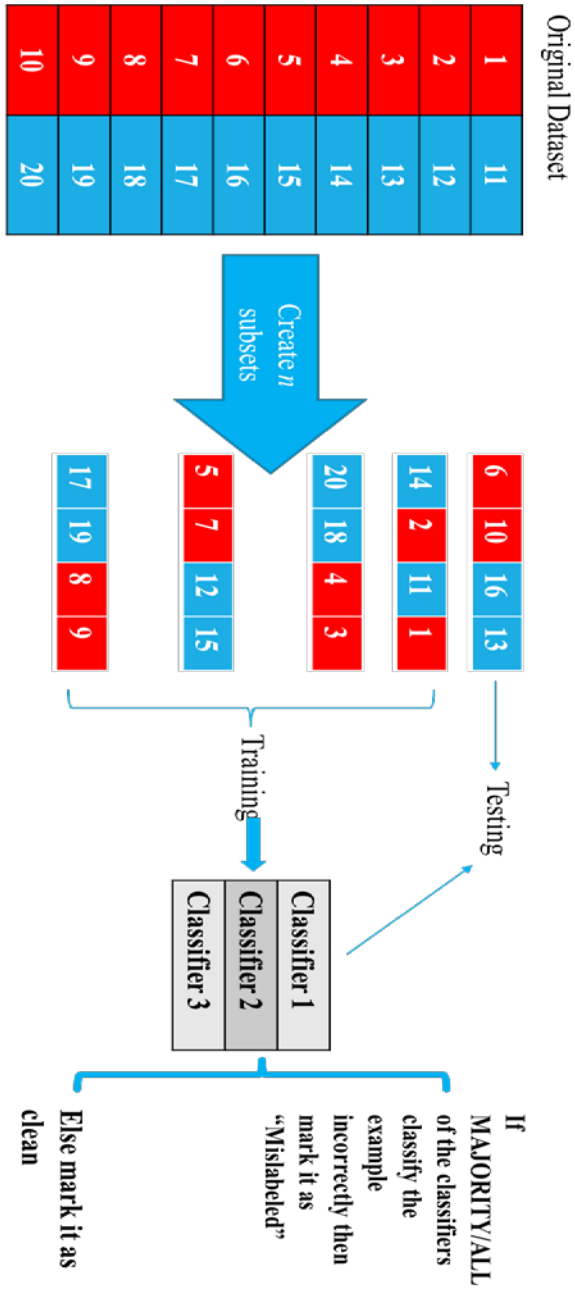 Original Dataset
1 11
2 12
3 13
4 14
5 15
6 16
7 17
8 18
9 19
10 20
Create n
subsets
6 10 16 13
14 2 11 1
20 18 4 3
5 7 12 15
17 19 8 9
Testing
Training
Classifier 1
Classifier 2
Classifier 3
If
MAJORITY/ALL
of the classifiers
classify the
example
incorrectly then
mark it as
“Mislabeled”
Else mark it as
clean